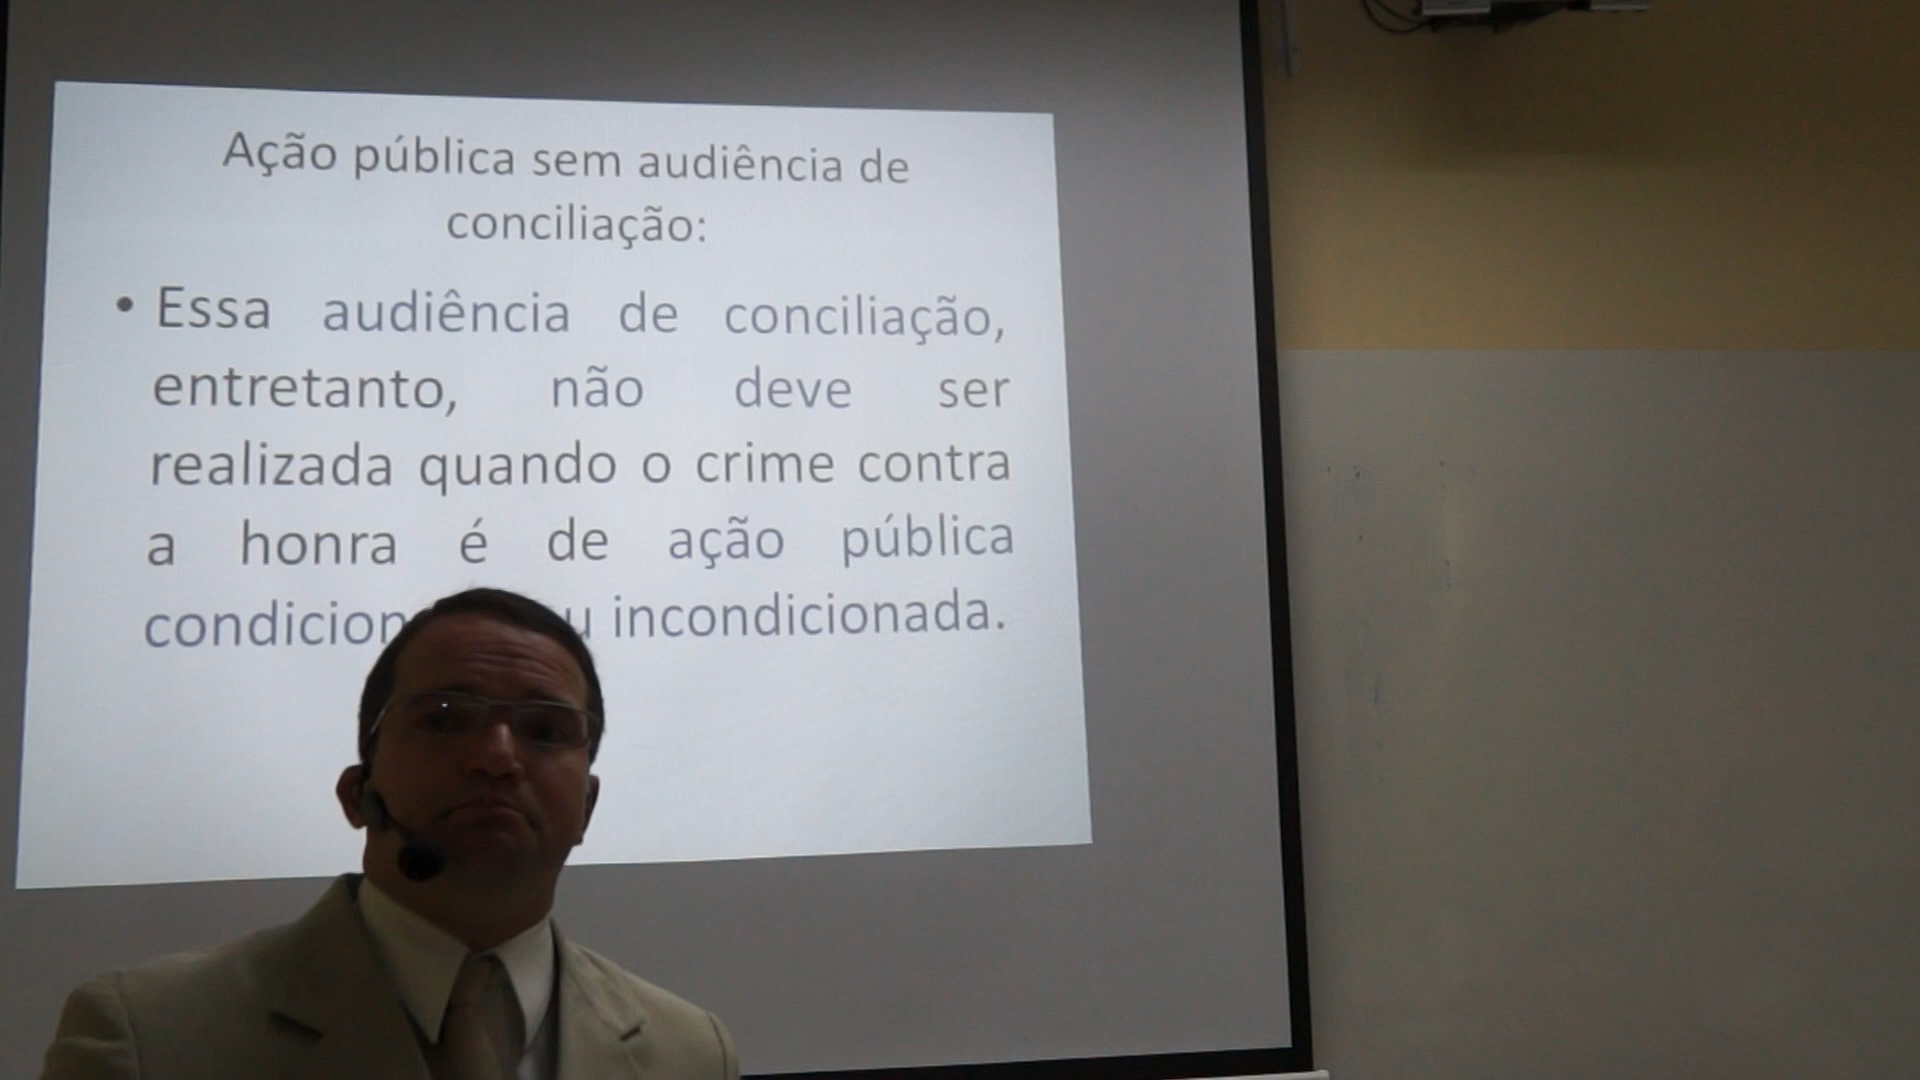 Ação pública sem audiência de
conciliação:
• Essa audiência de conciliação,
entretanto, não deve ser
realizada quando o crime contra
a honra é de ação pública
incondicionada.